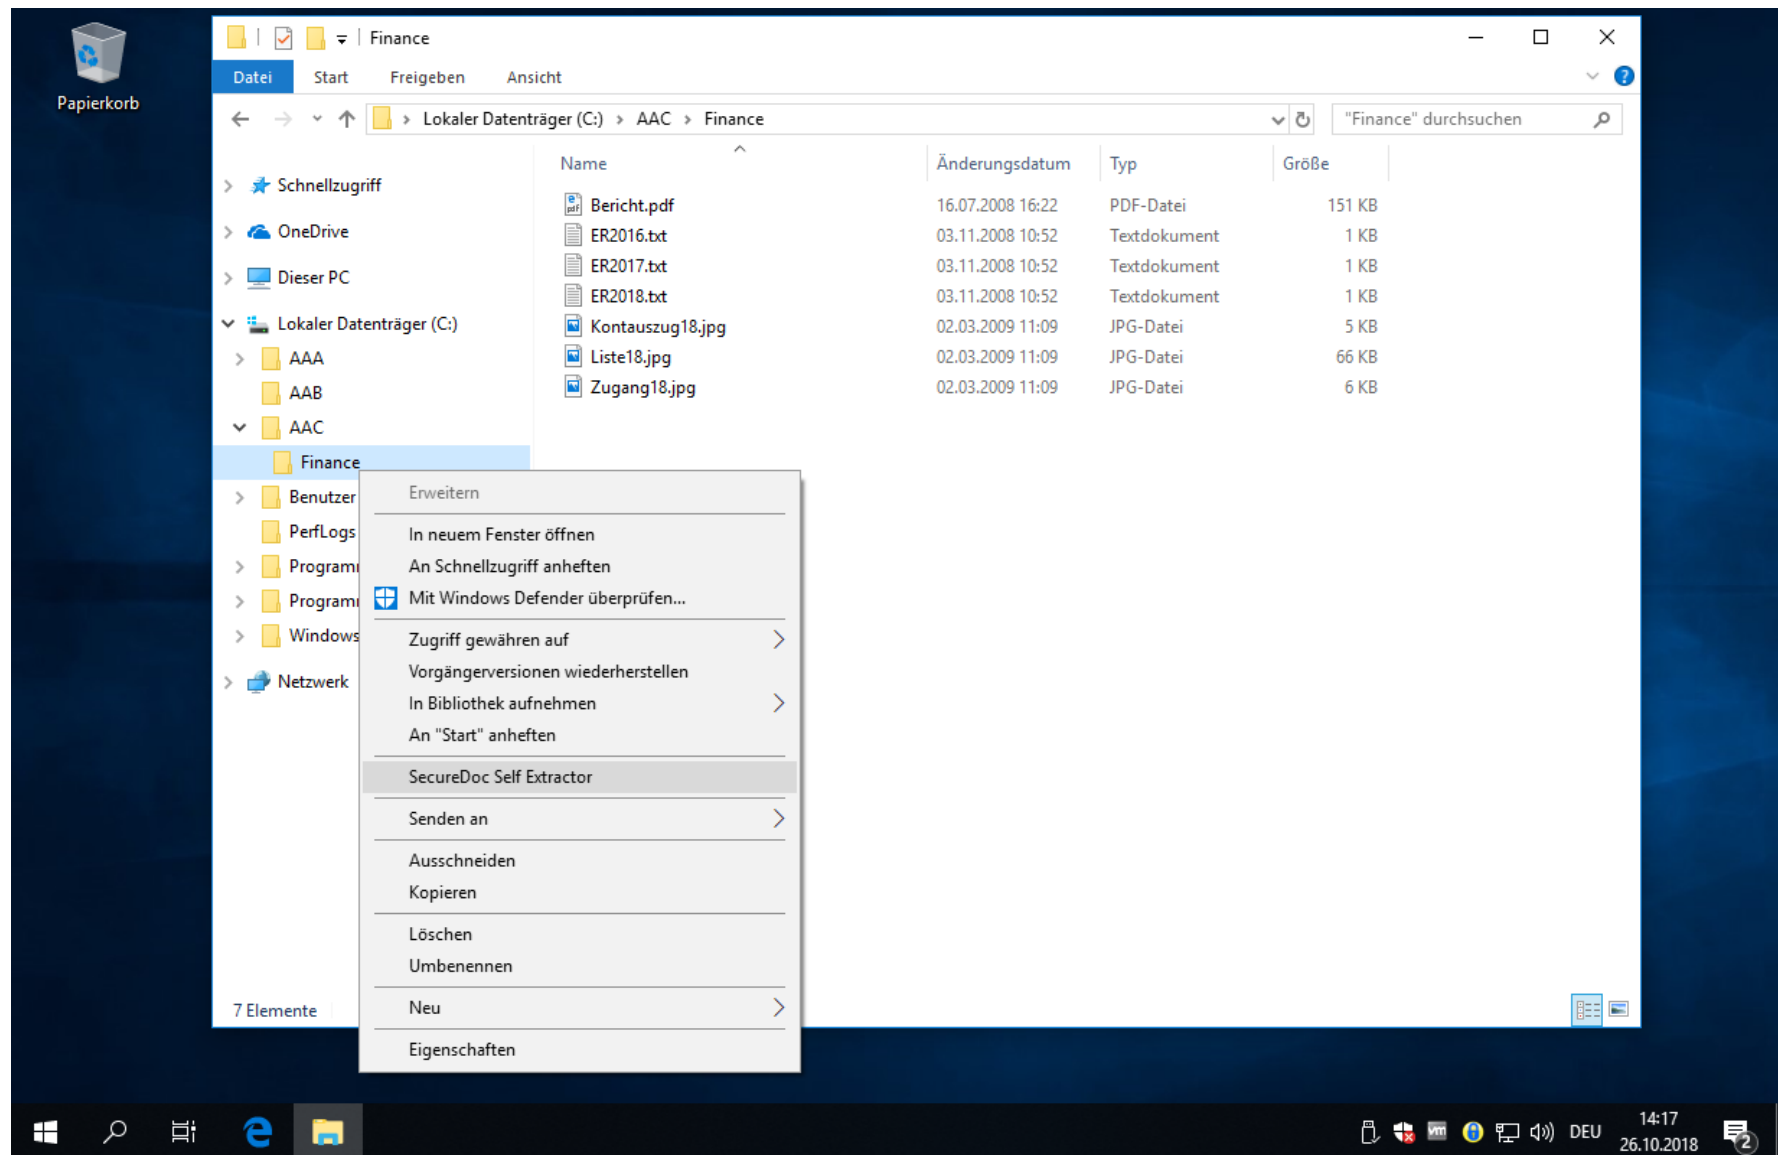 Papierkorb
Finance
Datei Start Freigeben Ansicht
Lokaler Datenträger (C:) AAC Finance
"Finance" durchsuchen
Name Änderungsdatum Typ Größe
Schnellzugriff
OneDrive
Dieser PC
Lokaler Datenträger (C:)
AAA
AAB
AAC
Finance
Benutzer
PerfLogs
Program
Program
Windows
Netzwerk
Bericht.pdf 16.07.2008 16:22 PDF-Datei 151 KB
ER2016.txt 03.11.2008 10:52 Textdokument 1 KB
ER2017.txt 03.11.2008 10:52 Textdokument 1 KB
ER2018.txt 03.11.2008 10:52 Textdokument 1 KB
Kontauszug18.jpg 02.03.2009 11:09 JPG-Datei 5 KB
Liste18.jpg 02.03.2009 11:09 JPG-Datei 66 KB
Zugang18.jpg 02.03.2009 11:09 JPG-Datei 6 KB
Erweitern
In neuem Fenster öffnen
An Schnellzugriff anheften
Mit Windows Defender überprüfen...
Zugriff gewähren auf
Vorgängerversionen wiederherstellen
In Bibliothek aufnehmen
An "Start" anheften
SecureDoc Self Extractor
Senden an
Ausschneiden
Kopieren
Löschen
Umbenennen
Neu
Eigenschaften
7 Elemente
vm DEU
14:17
26.10.2018
2